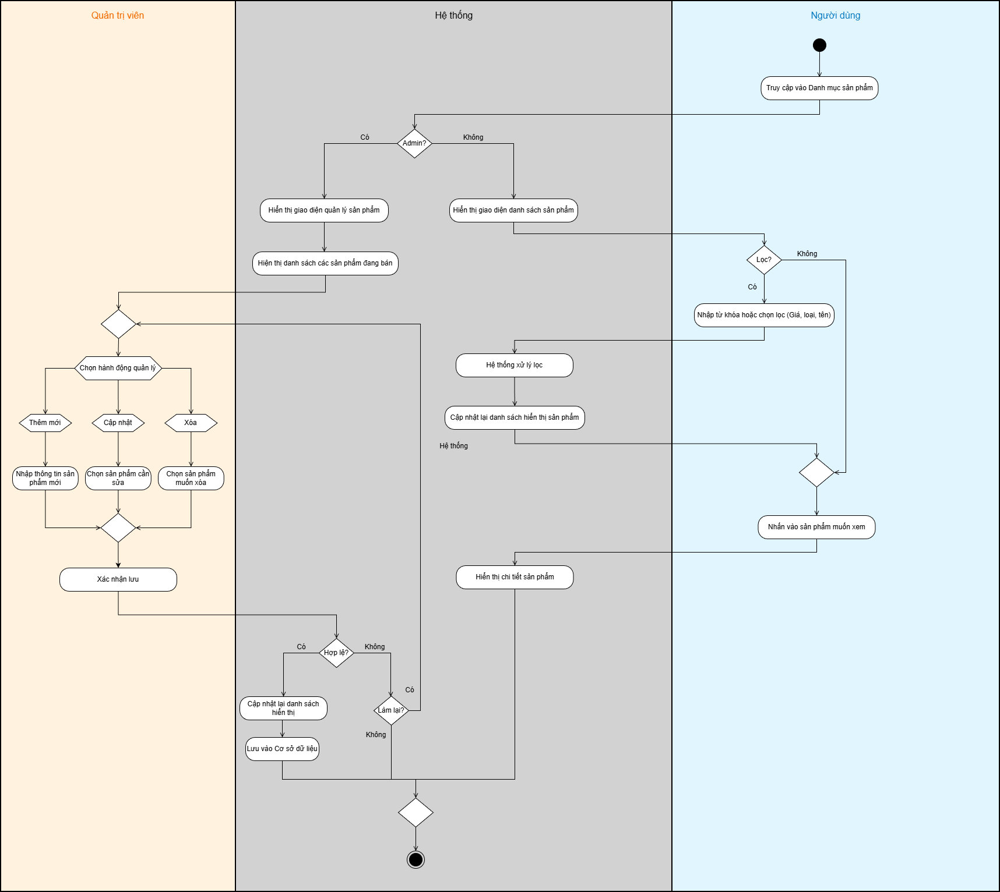 Quản trị viên
Hệ thống
Người dùng
Truy cập vào Danh mục sản phẩm
Admin?
Có
Không
Hiển thị giao diện quản lý sản phẩm
Hiển thị giao diện danh sách sản phẩm
Lọc?
Không
Có
Hiện thị danh sách các sản phẩm đang bán
Nhập từ khóa hoặc chọn lọc (Giá, loại, tên)
Chọn hành động quản lý
Hệ thống xử lý lọc
Thêm mới
Cập nhật
Xóa
Cập nhật lại danh sách hiển thị sản phẩm
Hệ thống
Nhập thông tin sản
phẩm mới
Chọn sản phẩm cần
sửa
Chọn sản phẩm
muốn xóa
Nhấn vào sản phẩm muốn xem
Xác nhận lưu
Hiển thị chi tiết sản phẩm
Có
Hợp lệ?
Không
Có
Cập nhật lại danh sách
hiển thị
Làm lại?
Không
Lưu vào Cơ sở dữ liệu